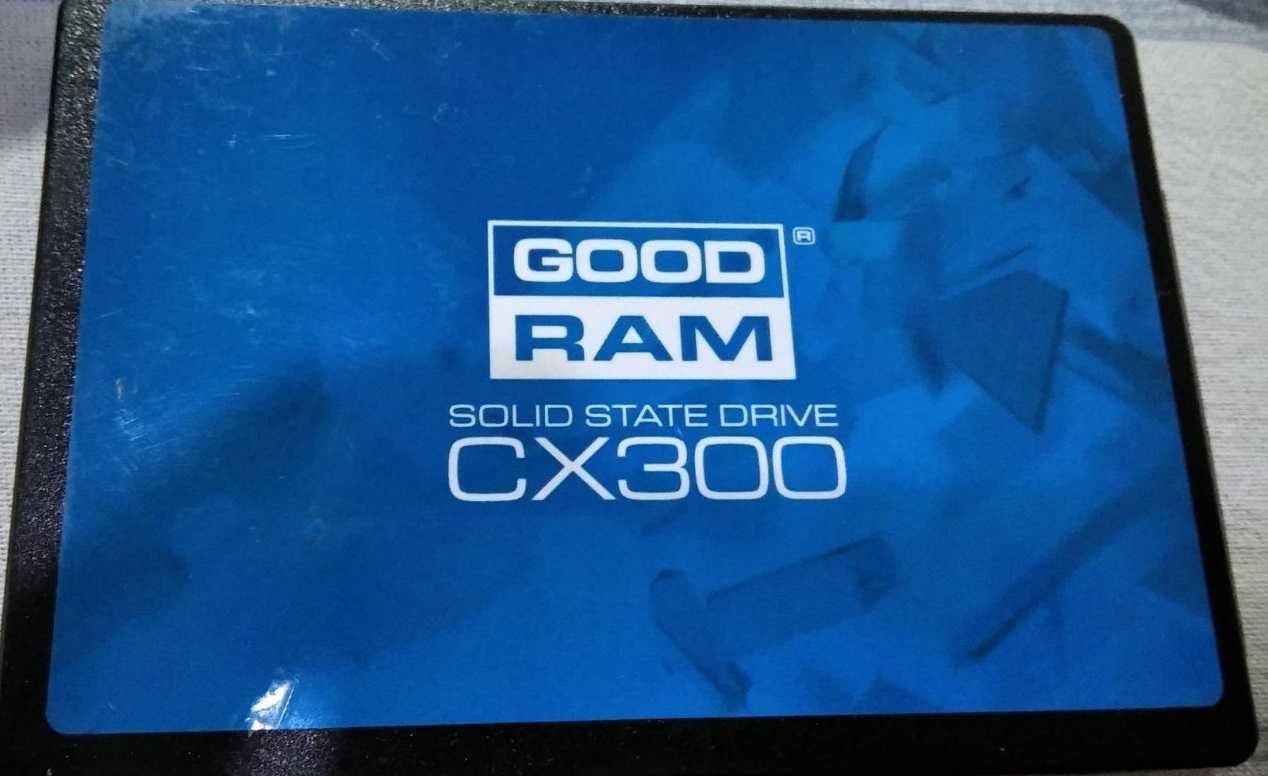 GOOD
RAM
®
SOLID STATE DRIVE
CX300